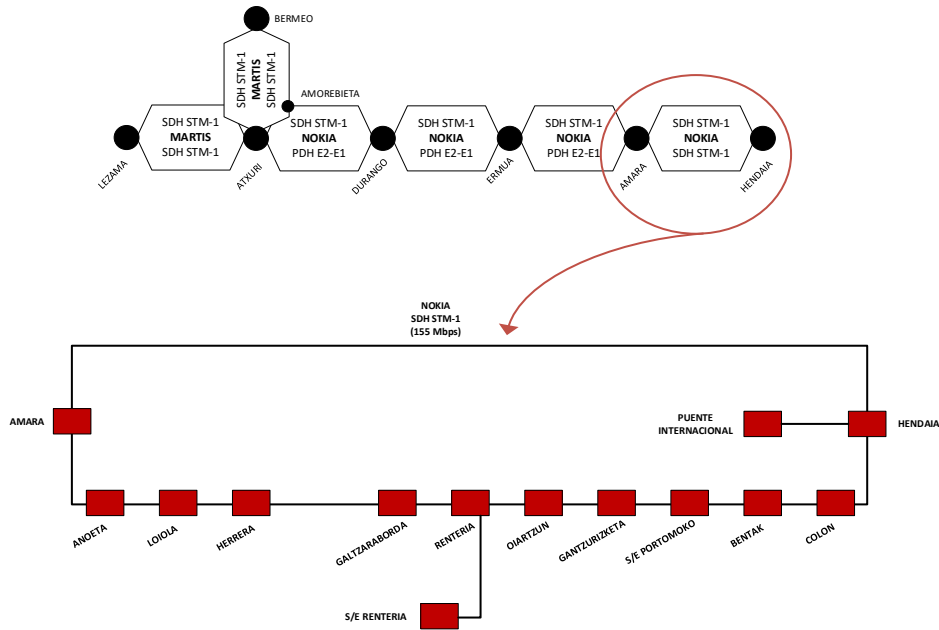 BERMEO
SDH STM-1
MARTIS
SDH STM-1
AMOREBIETA
SDH STM-1
MARTIS
SDH STM-1
SDH STM-1
NOKIA
PDH E2-E1
SDH STM-1
NOKIA
PDH E2-E1
SDH STM-1
NOKIA
PDH E2-E1
SDH STM-1
NOKIA
SDH STM-1
LEZAMA
ATXURI
DURANGO
ERMUA
AMARA
HENDAIA
NOKIA
SDH STM-1
(155 Mbps)
AMARA
PUENTE
INTERNACIONAL
HENDAIA
ANOETA
LOIOLA
HERRERA
GALTZARABORDA
RENTERIA
OIARTZUN
GANTZURIZKETA
S/E PORTOMOKO
BENTAK
COLON
S/E RENTERIA